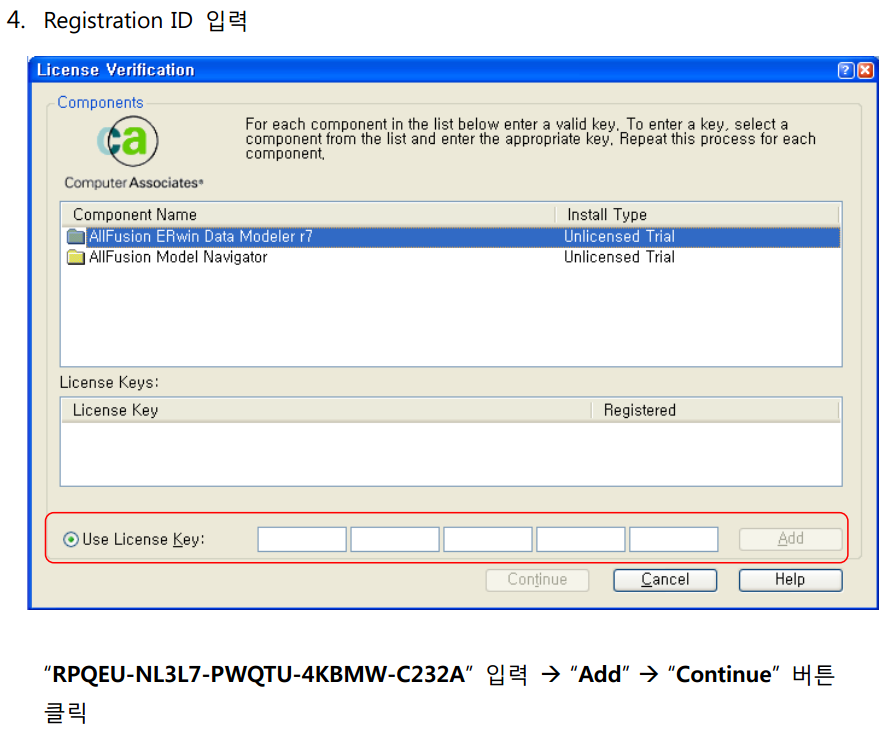 4. Registration ID 입력
License Verification
Components
ca
Computer Associates®
For each component in the list below enter a valid key. To enter a key, select a
component from the list and enter the appropriate key. Repeat this process for each
component.
Component Name Install Type
AllFusion ERwin Data Modeler r7 Unlicensed Trial
AllFusion Model Navigator Unlicensed Trial
License Keys:
License Key Registered
Use License Key: Add
Continue Cancel Help
“RPQEU-NL3L7-PWQTU-4KBMW-C232A” 입력 → “Add” → “Continue” 버튼
클릭